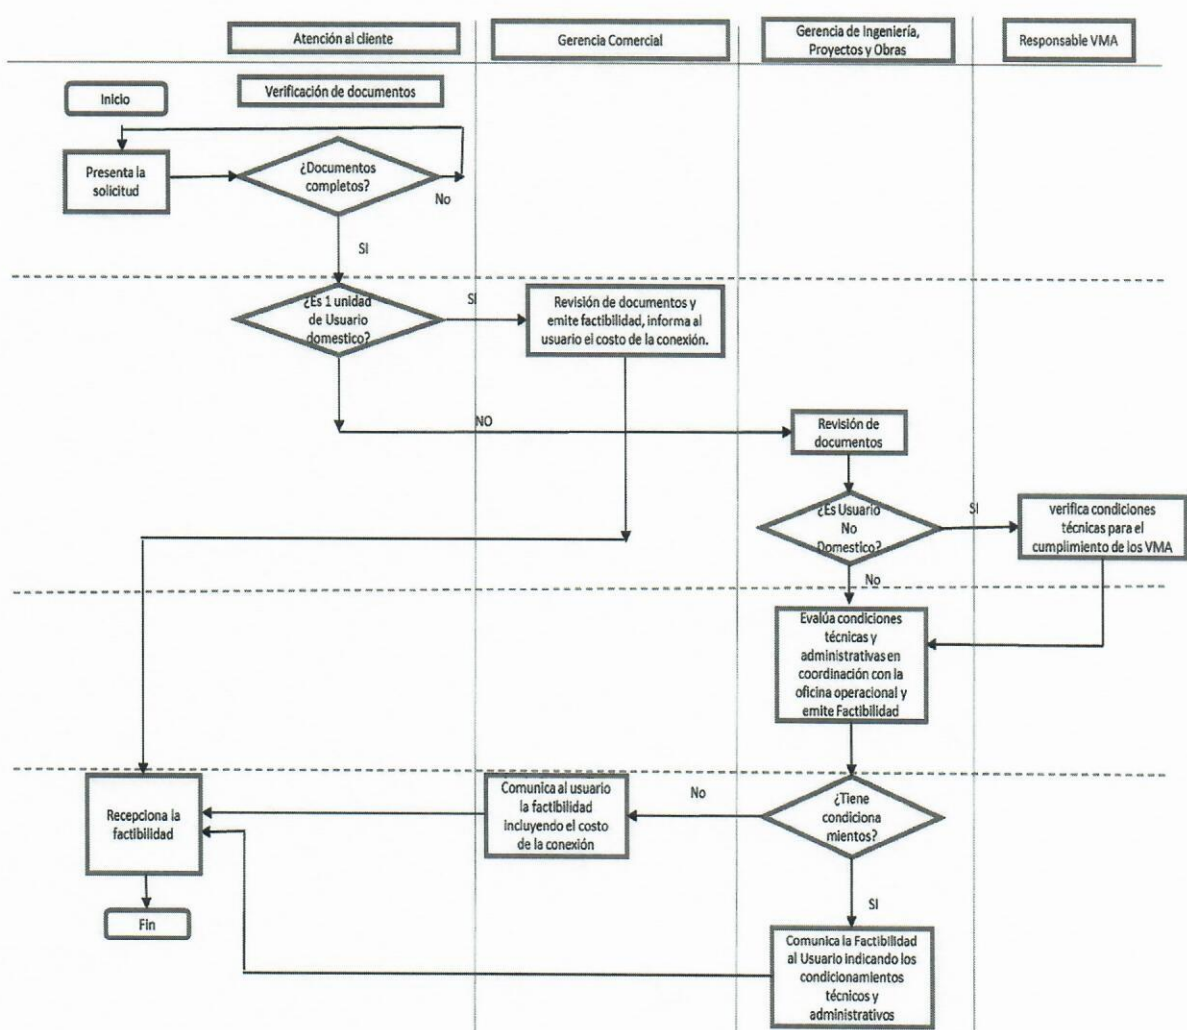 Atención al cliente
Gerencia Comercial
Gerencia de Ingeniería,
Proyectos y Obras
Responsable VMA
Inicio
Verificación de documentos
Presenta la
solicitud
¿Documentos
completos?
No
SI
¿Es 1 unidad
de Usuario
domestico?
SI
Revisión de documentos y
emite factibilidad, informa al
usuario el costo de la conexión.
NO
Revisión de
documentos
¿Es Usuario
No
Domestico?
SI
verifica condiciones
técnicas para el
cumplimiento de los VMA
No
Evalúa condiciones
técnicas y
administrativas en
coordinación con la
oficina operacional y
emite Factibilidad
Recepciona la
factibilidad
Comunica al usuario
la factibilidad
incluyendo el costo
de la conexión
No
¿Tiene
condiciona
mientos?
SI
Fin
Comunica la Factibilidad
al Usuario indicando los
condicionamientos
técnicos y
administrativos